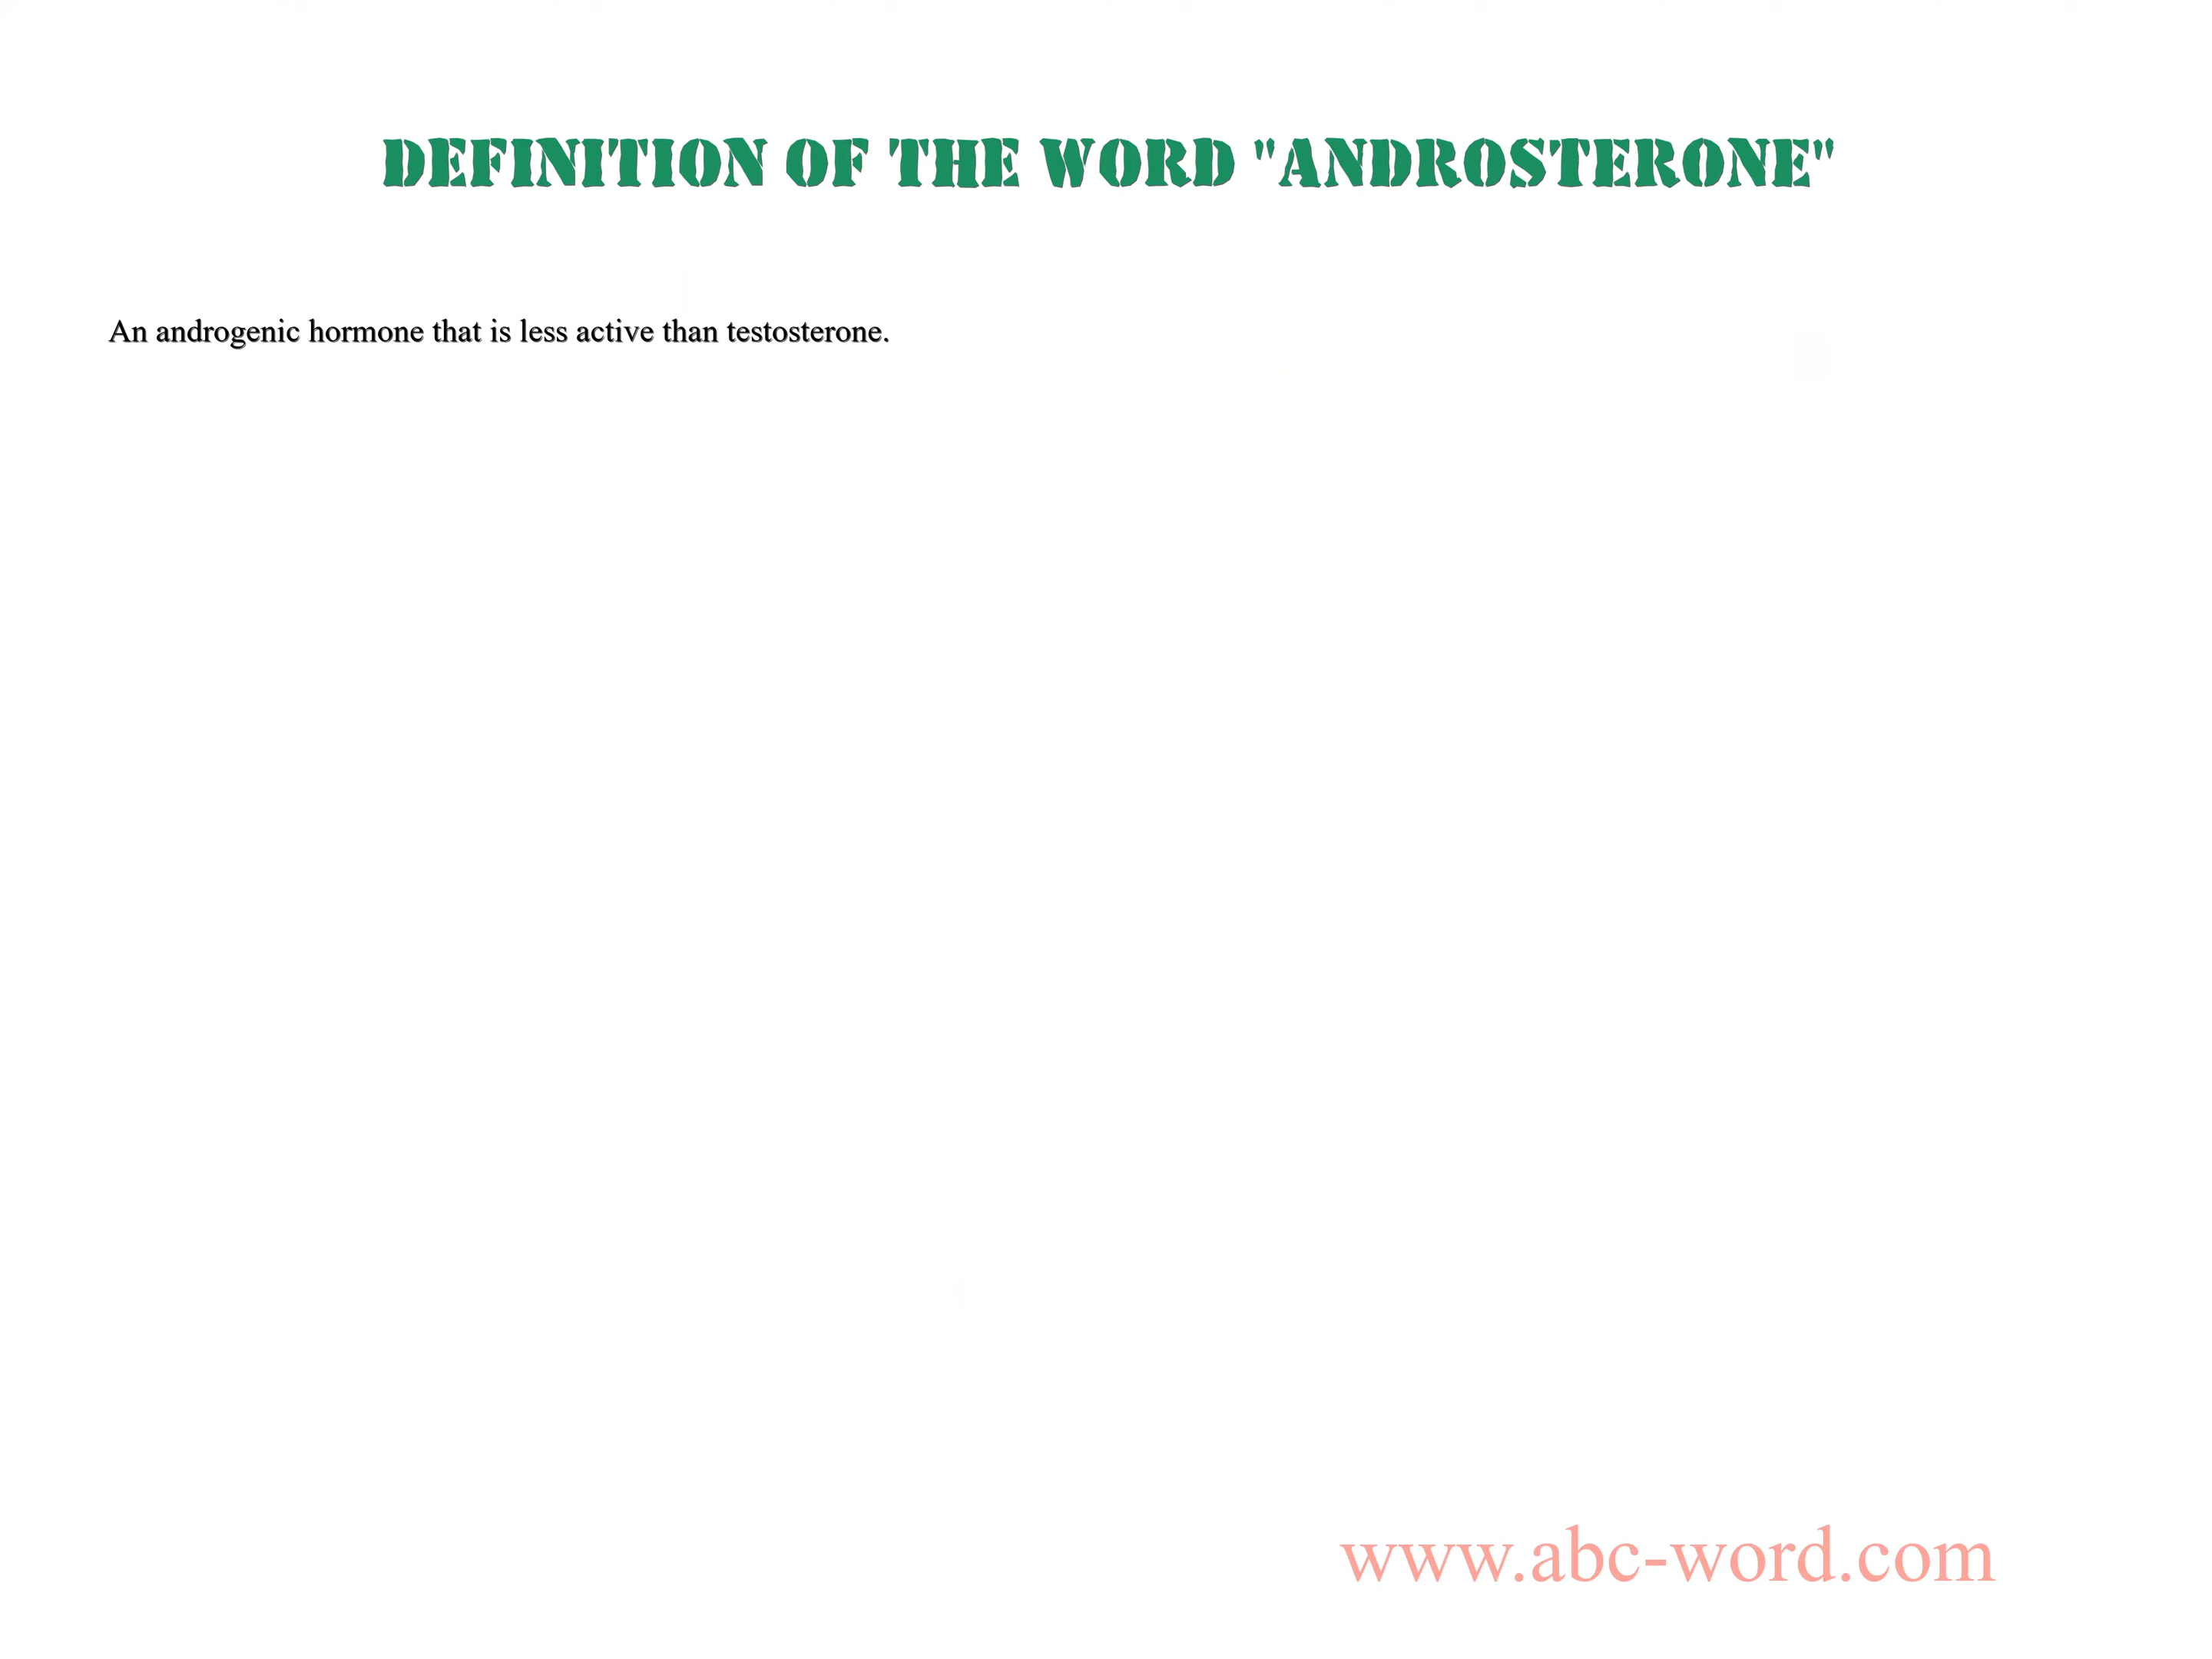 DEFINITION OF THE WORD "ANDROSTERONE"
An androgenic hormone that is less active than testosterone.
www.abc-word.com